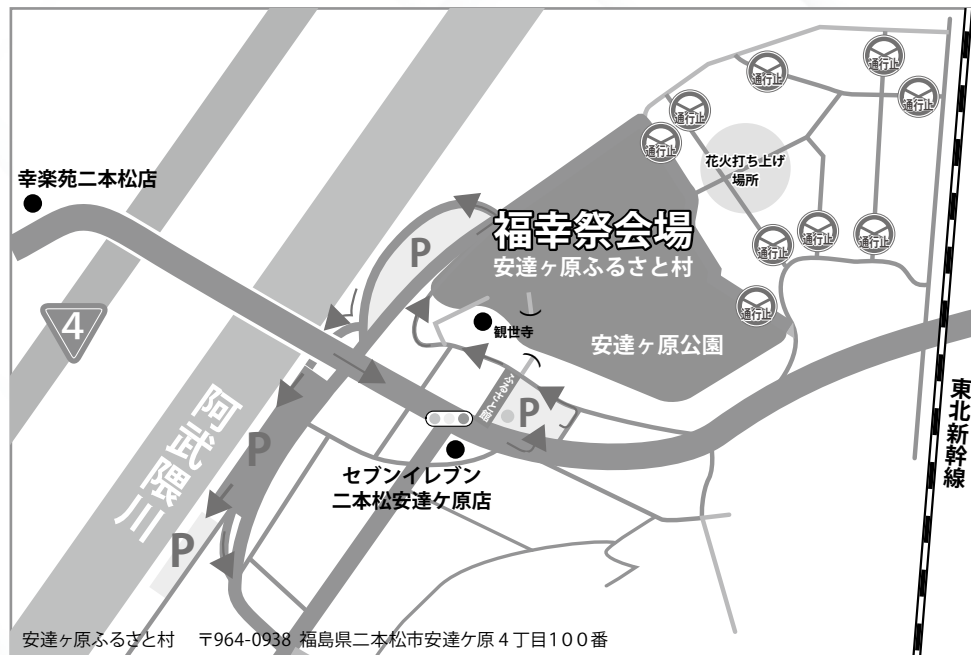 幸楽苑二本松店
4
阿武隈川
P
P
P
P
福幸祭会場
安達ヶ原ふるさと村
観世寺
安達ヶ原公園
ふるさと館
セブンイレブン
二本松安達ケ原店
花火打ち上げ
場所
通行止
通行止
通行止
通行止
通行止
通行止
通行止
通行止
通行止
東北新幹線
安達ヶ原ふるさと村 〒964-0938 福島県二本松市安達ケ原4丁目100番